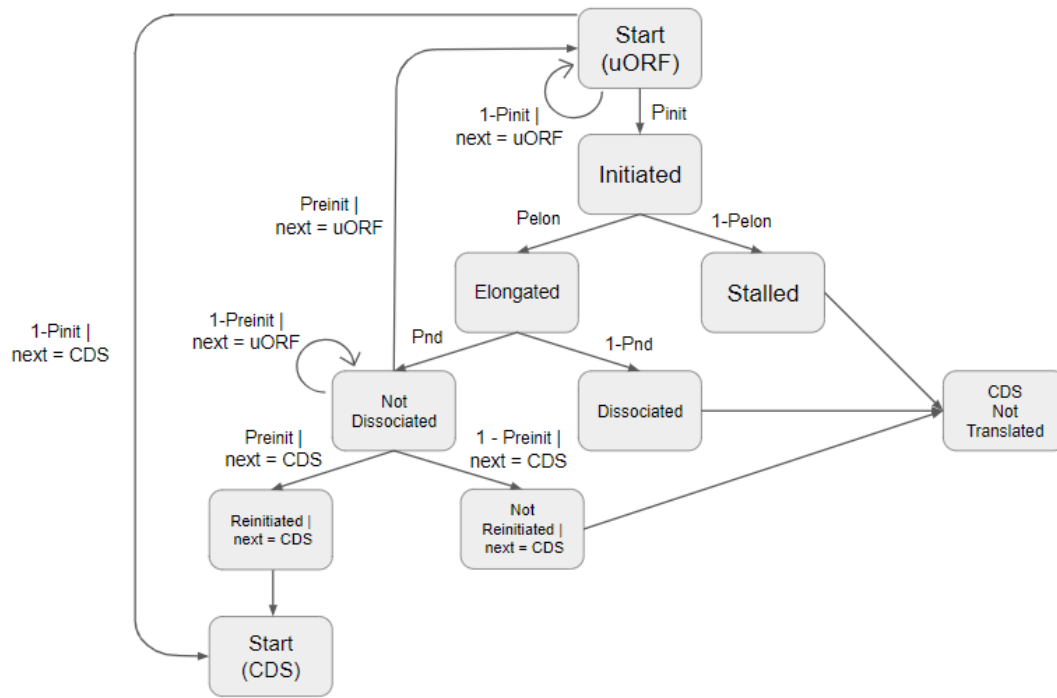 Start
(uORF)
1-Pinit |
next = uORF
Pinit
Initiated
Preinit |
next = uORF
Pelon
1-Pelon
Elongated
Stalled
1-Pinit |
next = CDS
1-Preinit |
next = uORF
Pnd
1-Pnd
Not
Dissociated
Dissociated
CDS
Not
Translated
Preinit |
next = CDS
1 - Preinit |
next = CDS
Reinitiated |
next = CDS
Not
Reinitiated |
next = CDS
Start
(CDS)